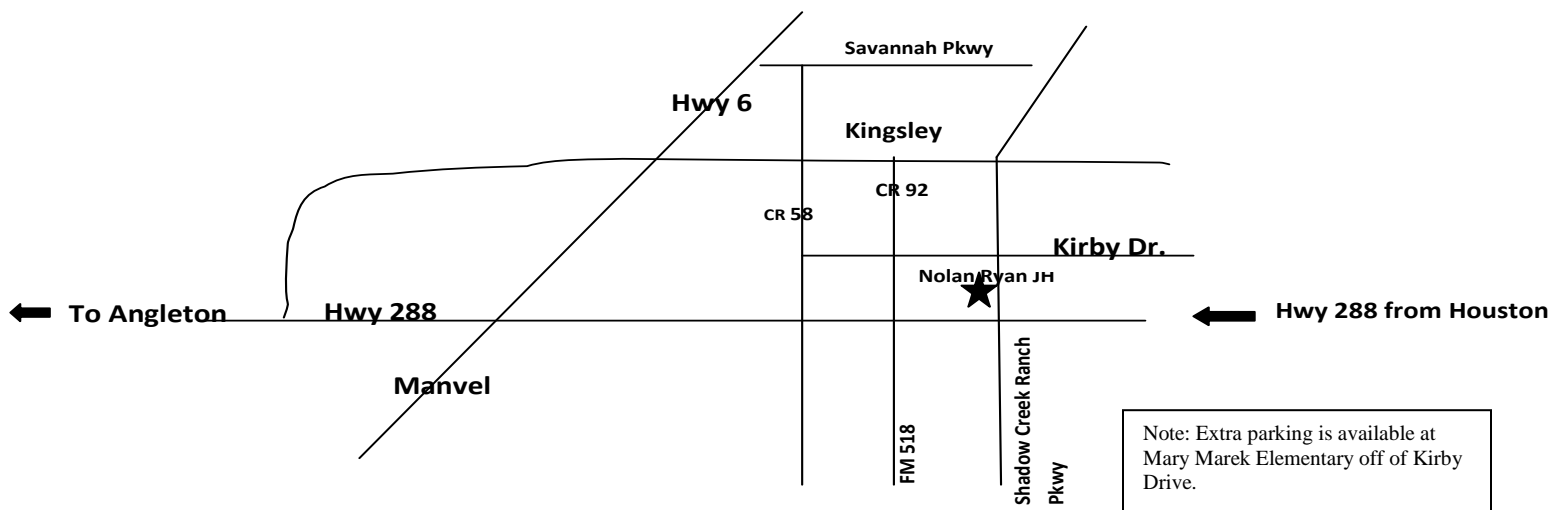 Savannah Pkwy
Hwy 6
Kingsley
CR 92
CR 58
Kirby Dr.
Nolan Ryan JH
To Angleton
Hwy 288
Hwy 288 from Houston
Manvel
FM 518
Shadow Creek Ranch
Pkwy
Note: Extra parking is available at
Mary Marek Elementary off of Kirby
Drive.